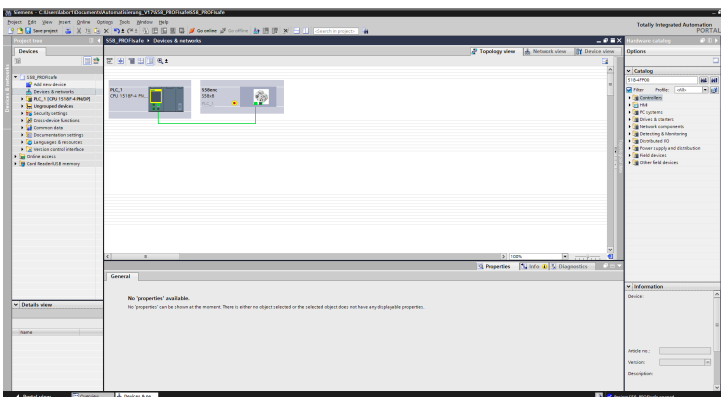 Siemens - C:\Users\labor1\Documents\Automatisierung_V17\S58_PROFIsafe\S58_PROFIsafe
Project Edit View Insert Online Options Tools Window Help
Totally Integrated Automation
PORTAL
Save project
Go online
Go offline
<Search in project>
Project tree
S58_PROFIsafe ▸ Devices & networks
Hardware catalog
Devices
Topology view
Network view
Device view
Options
Catalog
518-4FP00
Filter
Profile:
<All>
S58_PROFIsafe
Add new device
Devices & networks
PLC_1 [CPU 1518F-4 PN/DP]
Ungrouped devices
Security settings
Cross-device functions
Common data
Documentation settings
Languages & resources
Version control interface
Online access
Card Reader/USB memory
Devices & networks
PLC_1
CPU 1518F-4 PN...
S58enc
S58x8
PLC_1
Controllers
HMI
PC systems
Drives & starters
Network components
Detecting & Monitoring
Distributed I/O
Power supply and distribution
Field devices
Other field devices
100%
Properties
Info
Diagnostics
General
No 'properties' available.
No 'properties' can be shown at the moment. There is either no object selected or the selected object does not have any displayable properties.
Details view
Name
Information
Device:
Article no.:
Version:
Description:
Portal view
Overview
Devices & ne...